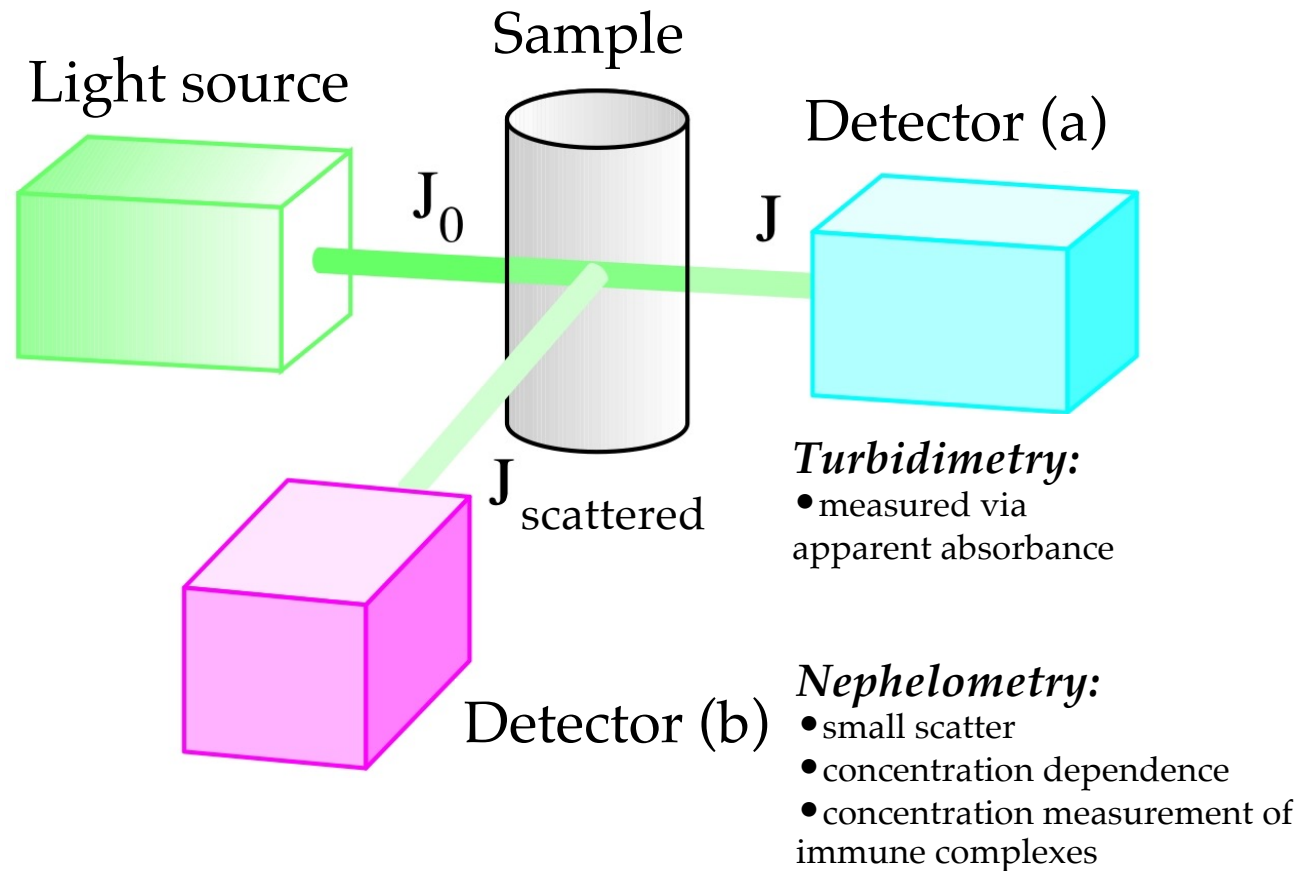 Sample
Light source
Detector (a)
J₀
J
J scattered
Turbidimetry:
•measured via
apparent absorbance
Detector (b)
Nephelometry:
•small scatter
•concentration dependence
•concentration measurement of
immune complexes